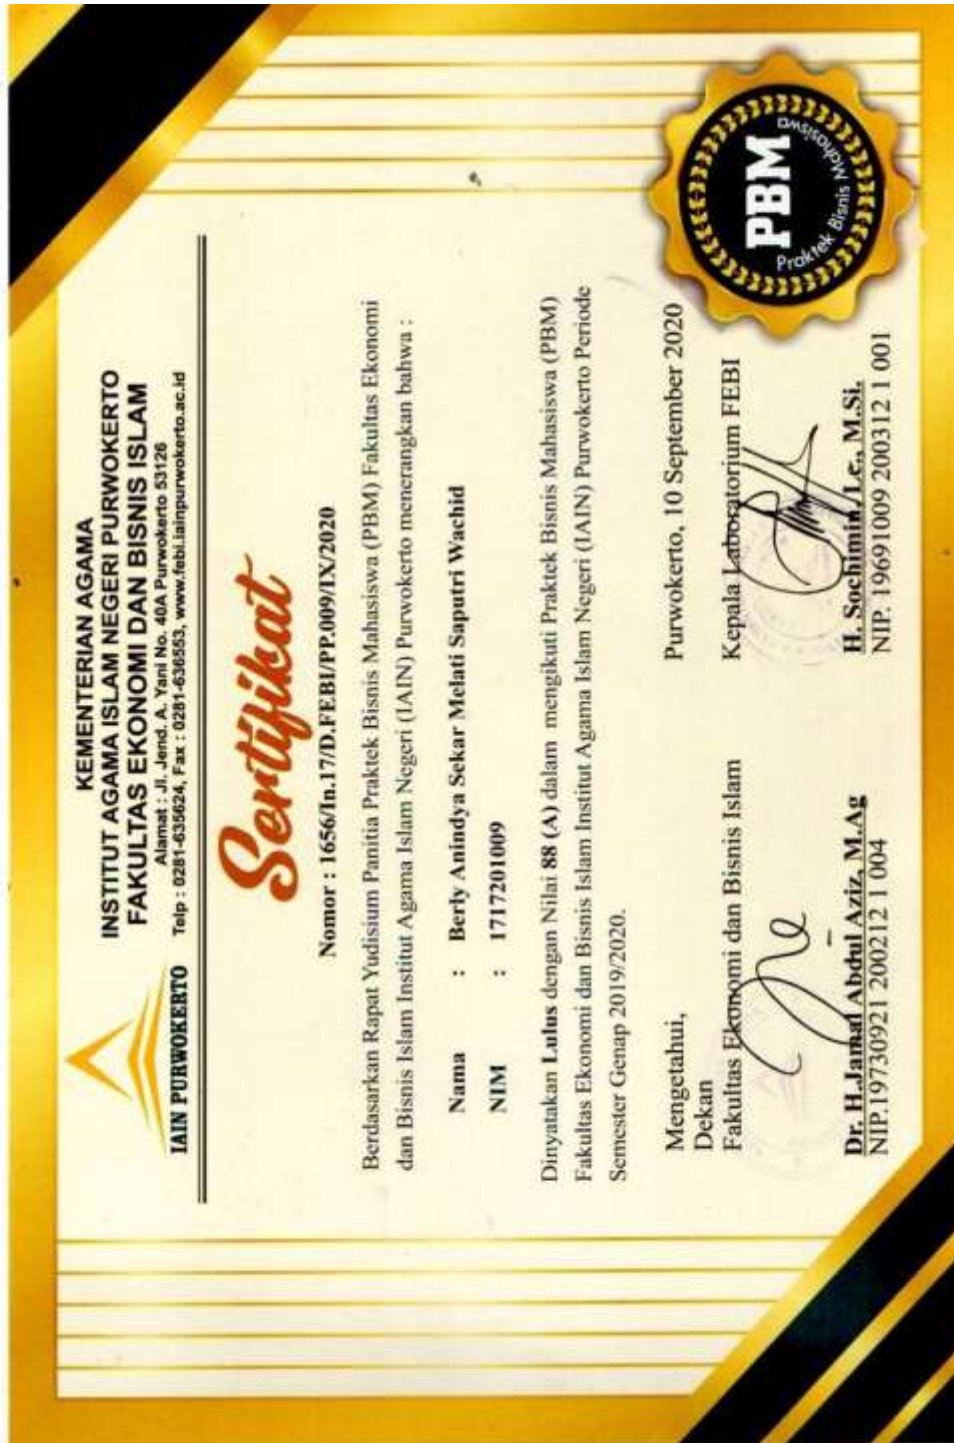 KEMENTERIAN AGAMA
INSTITUT AGAMA ISLAM NEGERI PURWOKERTO
FAKULTAS EKONOMI DAN BISNIS ISLAM
Alamat : Jl. Jend. A. Yani No. 40A Purwokerto 53126
Telp : 0281-635624, Fax : 0281-636553, www.febi.iainpurwokerto.ac.id
IAIN PURWOKERTO
Sertifikat
Nomor : 1656/In.17/D.FEBI/PP.009/IX/2020
Berdasarkan Rapat Yudisium Panitia Praktek Bisnis Mahasiswa (PBM) Fakultas Ekonomi
dan Bisnis Islam Institut Agama Islam Negeri (IAIN) Purwokerto menerangkan bahwa :
Nama : Berly Anindya Sekar Melati Saputri Wachid
NIM : 1717201009
Dinyatakan Lulus dengan Nilai 88 (A) dalam mengikuti Praktek Bisnis Mahasiswa (PBM)
Fakultas Ekonomi dan Bisnis Islam Institut Agama Islam Negeri (IAIN) Purwokerto Periode
Semester Genap 2019/2020.
Mengetahui,
Dekan
Fakultas Ekonomi dan Bisnis Islam
Dr. H.Jamal Abdul Aziz, M.Ag
NIP.19730921 200212 1 004
Purwokerto, 10 September 2020
Kepala Laboratorium FEBI
H. Sochimin, Lc., M.Si.
NIP. 19691009 200312 1 001
PBM
Praktek Bisnis Mahasiswa